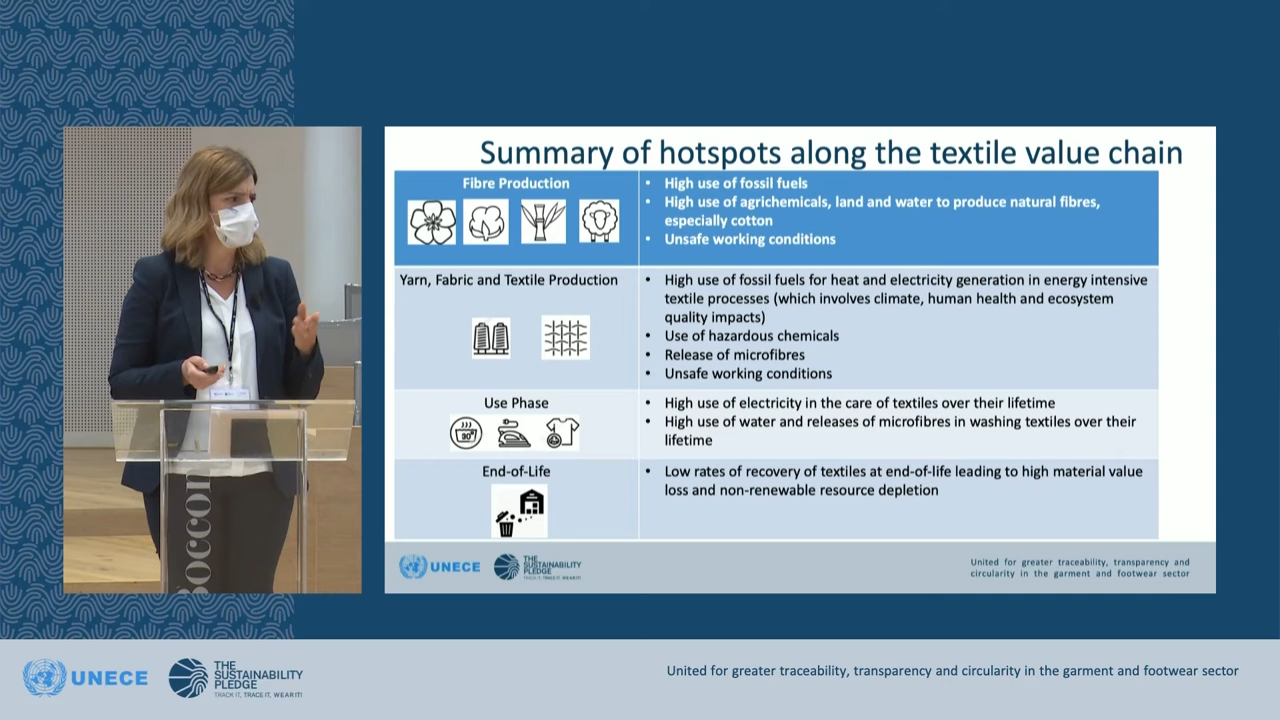 Summary of hotspots along the textile value chain
Fibre Production
• High use of fossil fuels
• High use of agrichemicals, land and water to produce natural fibres,
especially cotton
• Unsafe working conditions
Yarn, Fabric and Textile Production
• High use of fossil fuels for heat and electricity generation in energy intensive
textile processes (which involves climate, human health and ecosystem
quality impacts)
• Use of hazardous chemicals
• Release of microfibres
• Unsafe working conditions
Use Phase
30°
• High use of electricity in the care of textiles over their lifetime
• High use of water and releases of microfibres in washing textiles over their
lifetime
End-of-Life
• Low rates of recovery of textiles at end-of-life leading to high material value
loss and non-renewable resource depletion
UNECE
THE
SUSTAINABILITY
PLEDGE
TRACK IT, TRACE IT, WEAR IT!
United for greater traceability, transparency and
circularity in the garment and footwear sector
UNECE
THE
SUSTAINABILITY
PLEDGE
TRACK IT, TRACE IT, WEAR IT!
United for greater traceability, transparency and circularity in the garment and footwear sector